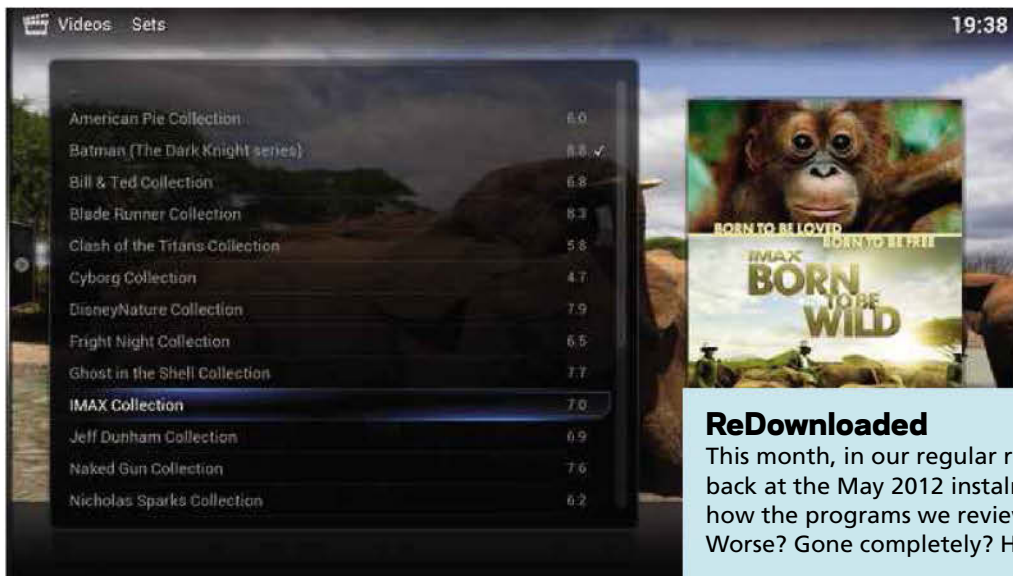 Videos Sets
19:38
American Pie Collection 6.0
Batman (The Dark Knight series) 8.8 ✓
Bill & Ted Collection 6.8
Blade Runner Collection 8.3
Clash of the Titans Collection 5.8
Cyborg Collection 4.7
DisneyNature Collection 7.9
Fright Night Collection 6.5
Ghost in the Shell Collection 7.7
IMAX Collection 7.0
Jeff Dunham Collection 6.9
Naked Gun Collection 7.6
Nicholas Sparks Collection 6.2
BORN TO BE LOVED
BORN TO BE FREE
IMAX
BORN
TO BE
WILD
ReDownloaded
This month, in our regular r
back at the May 2012 instal
how the programs we revie
Worse? Gone completely? H